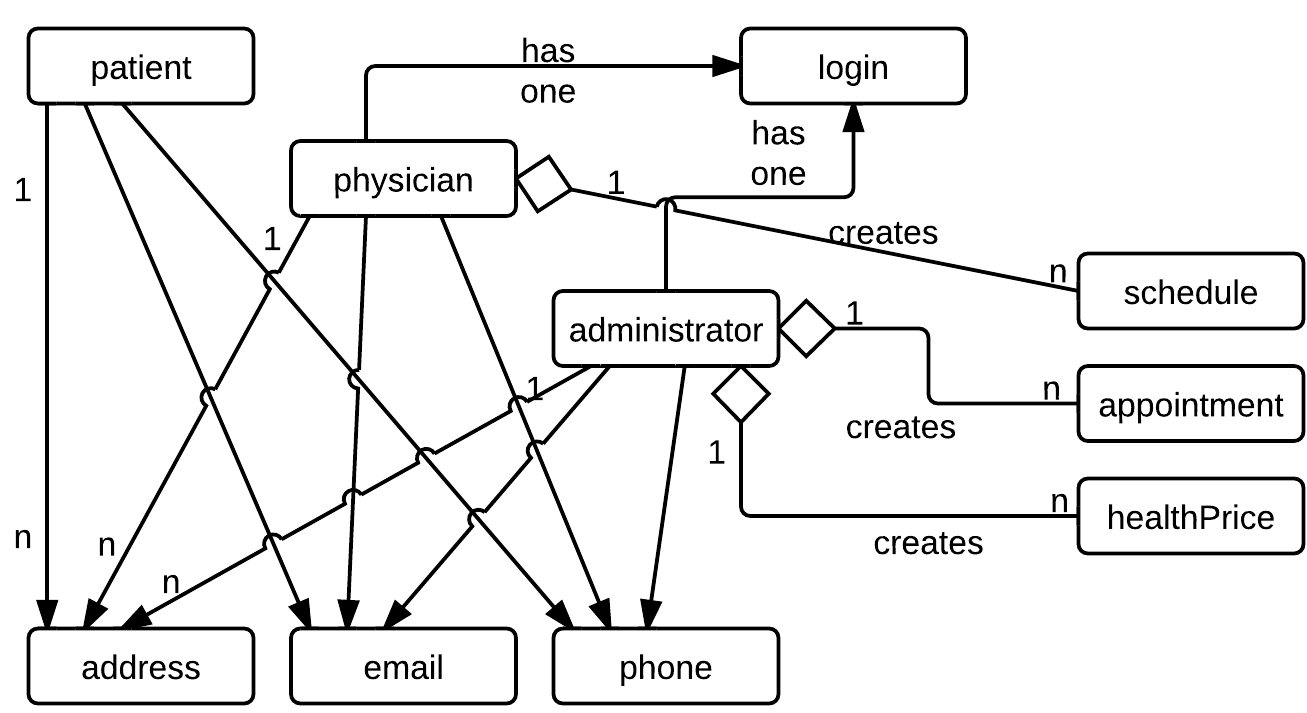 patient
has
one
login
physician
has
one
1
1
1
creates
n
schedule
administrator
1
1
n
appointment
creates
1
n
healthPrice
creates
n
n
n
address
email
phone